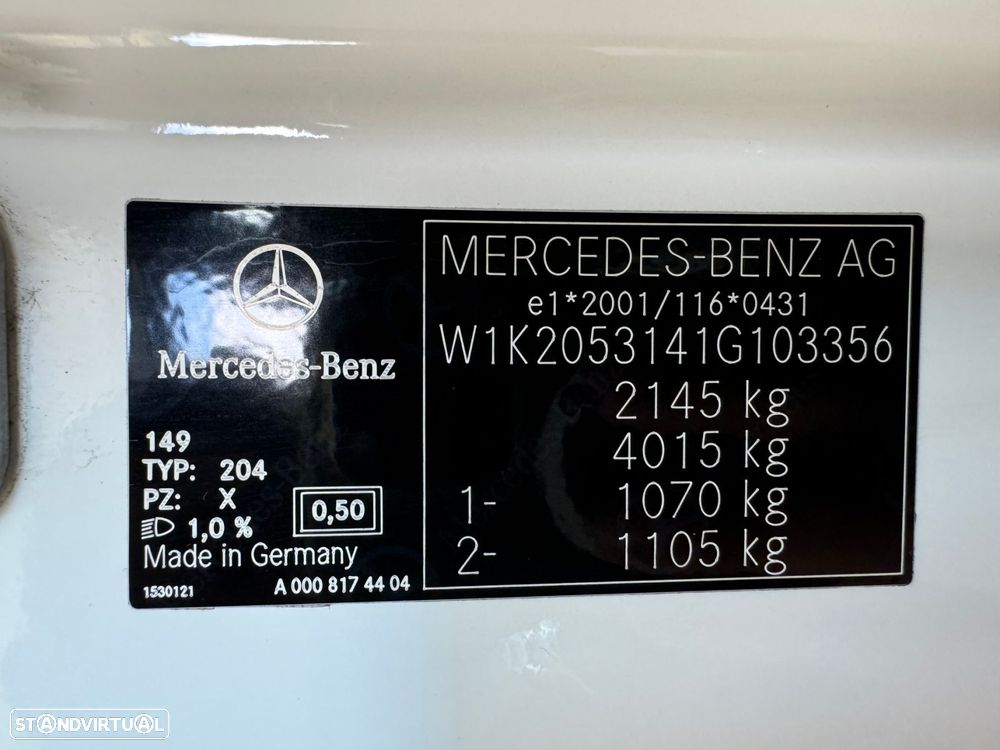 Mercedes-Benz
149
TYP: 204
PZ: X
1,0 %
0,50
Made in Germany
1530121
A 000 817 44 04
MERCEDES-BENZ AG
e1*2001/116*0431
W1K2053141G103356
2145 kg
4015 kg
1- 1070 kg
2- 1105 kg
STANDVIRTUAL